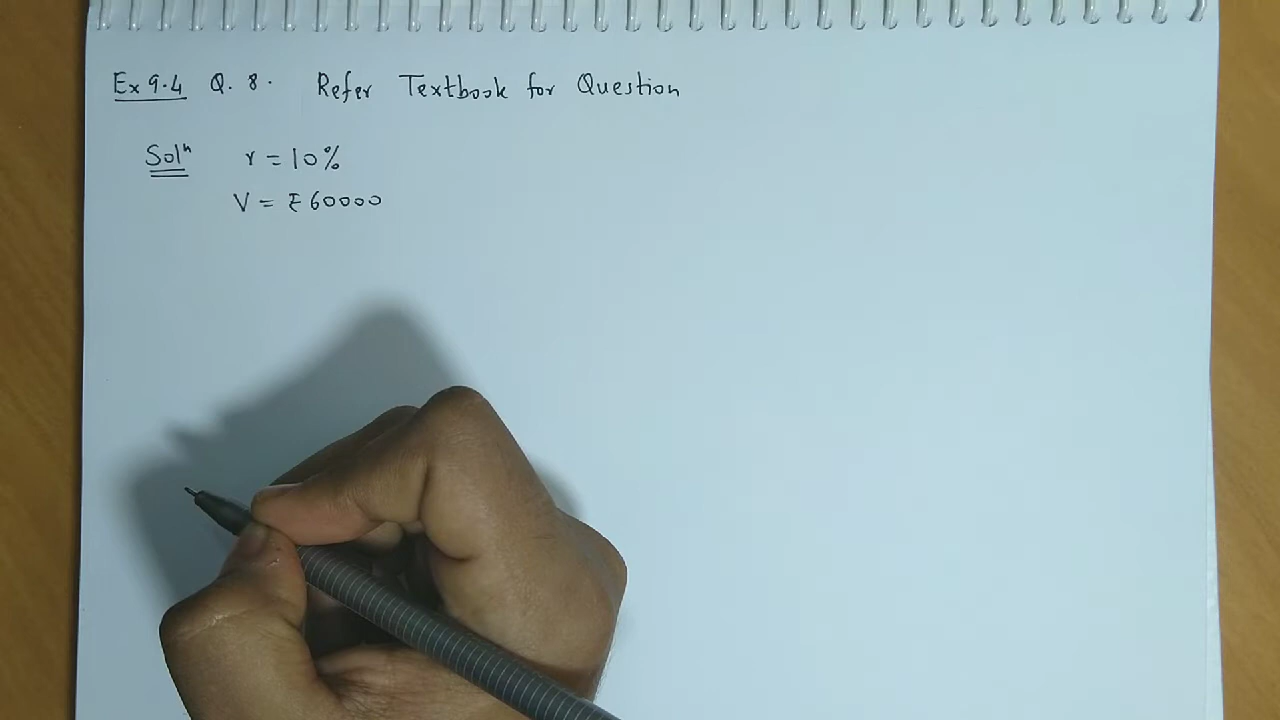 Ex 9.4 Q. 8. Refer Textbook for Question
Solⁿ r = 10%
V = ₹60000